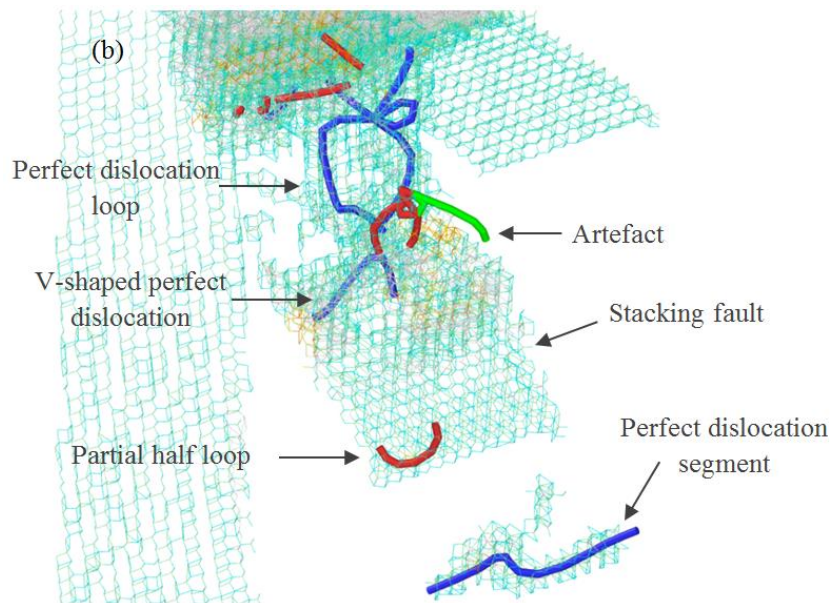 (b)
Perfect dislocation
loop
Artefact
V-shaped perfect
dislocation
Stacking fault
Partial half loop
Perfect dislocation
segment